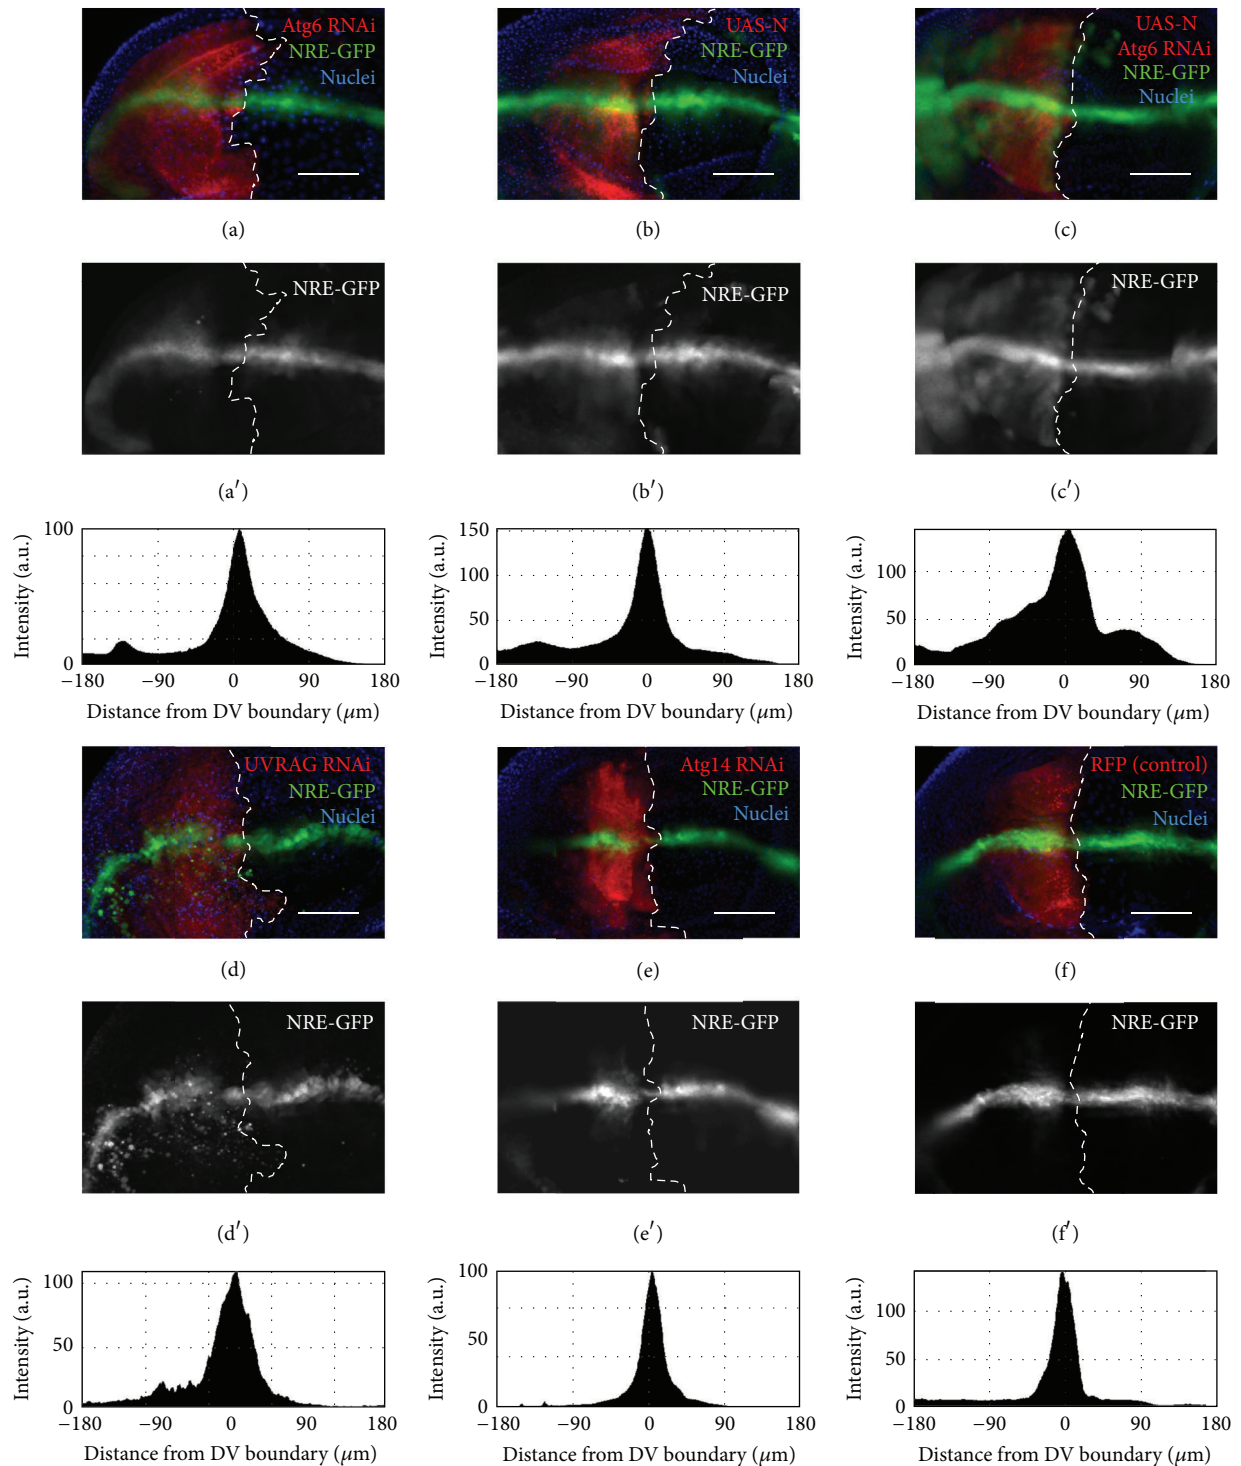 Atg6 RNAi
NRE-GFP
Nuclei
(a)
UAS-N
NRE-GFP
Nuclei
(b)
UAS-N
Atg6 RNAi
NRE-GFP
Nuclei
(c)
NRE-GFP
(a′)
NRE-GFP
(b′)
NRE-GFP
(c′)
Intensity (a.u.)
100
50
0
−180 −90 0 90 180
Distance from DV boundary (μm)
Intensity (a.u.)
150
100
50
0
−180 −90 0 90 180
Distance from DV boundary (μm)
Intensity (a.u.)
100
50
0
−180 −90 0 90 180
Distance from DV boundary (μm)
UVRAG RNAi
NRE-GFP
Nuclei
(d)
Atg14 RNAi
NRE-GFP
Nuclei
(e)
RFP (control)
NRE-GFP
Nuclei
(f)
NRE-GFP
(d′)
NRE-GFP
(e′)
NRE-GFP
(f′)
Intensity (a.u.)
100
50
0
−180 −90 0 90 180
Distance from DV boundary (μm)
Intensity (a.u.)
100
50
0
−180 −90 0 90 180
Distance from DV boundary (μm)
Intensity (a.u.)
100
50
0
−180 −90 0 90 180
Distance from DV boundary (μm)